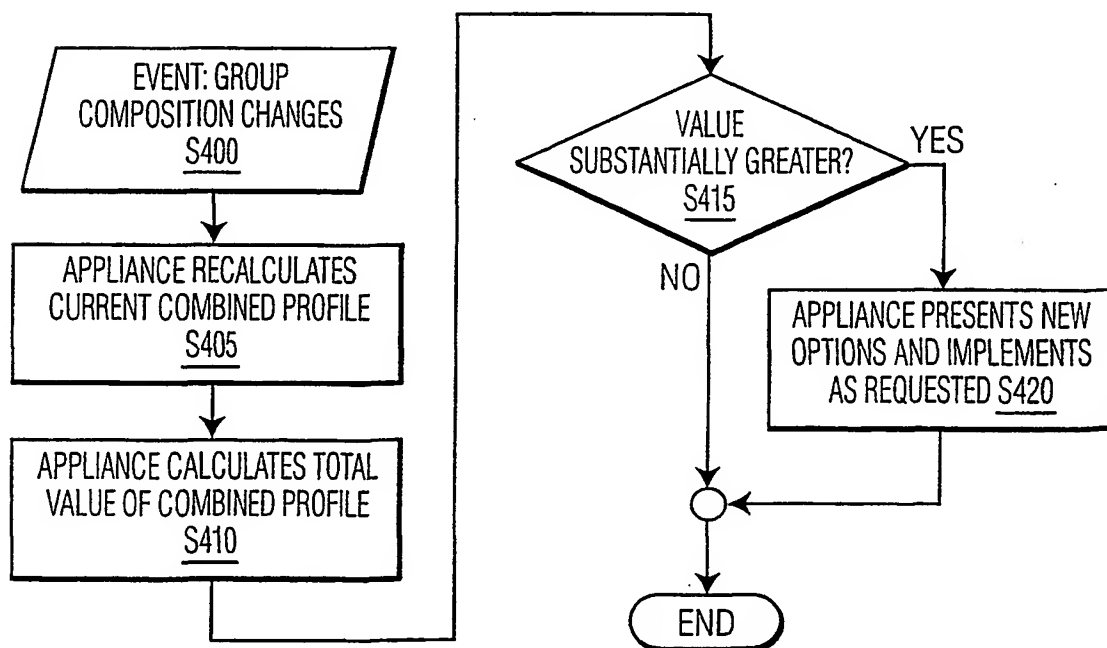 EVENT: GROUP
COMPOSITION CHANGES
S400
APPLIANCE RECALCULATES
CURRENT COMBINED PROFILE
S405
APPLIANCE CALCULATES TOTAL
VALUE OF COMBINED PROFILE
S410
VALUE
SUBSTANTIALLY GREATER?
S415
YES
NO
APPLIANCE PRESENTS NEW
OPTIONS AND IMPLEMENTS
AS REQUESTED S420
END